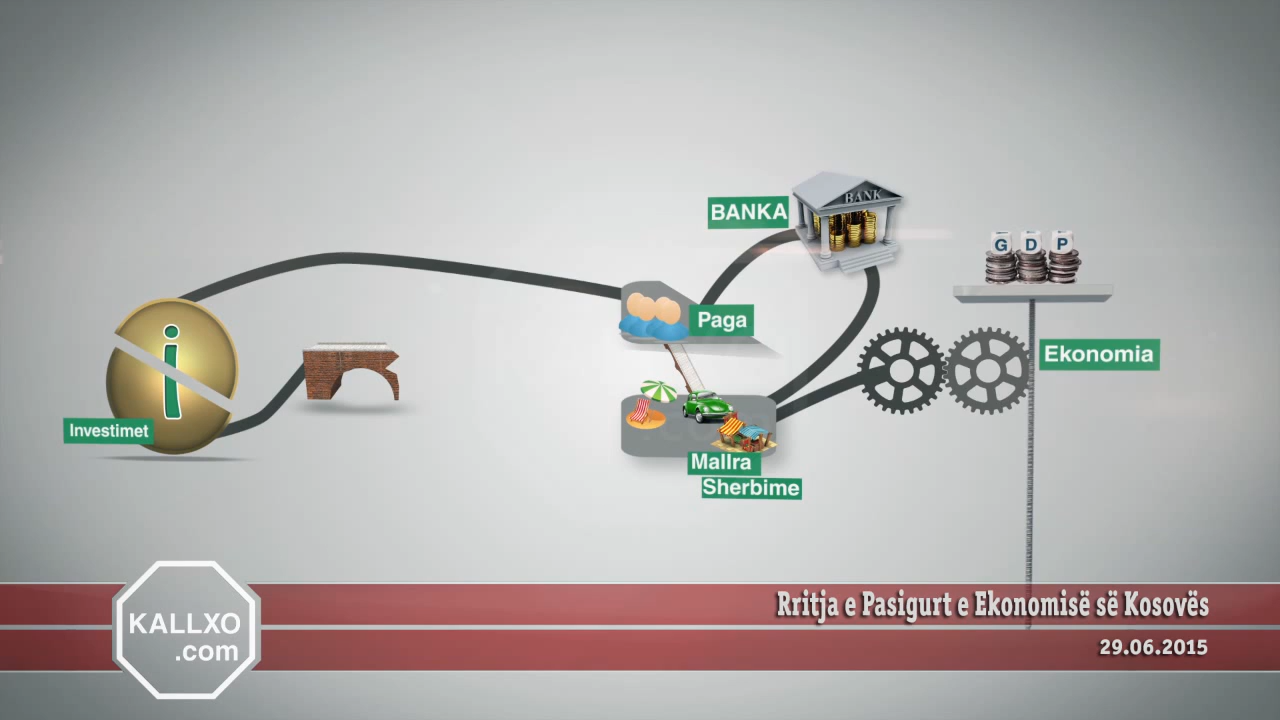 BANKA
BANK
G D P
Paga
Ekonomia
i
Investimet
Mallra
Sherbime
KALLXO
.com
Rritja e Pasigurt e Ekonomisë së Kosovës
29.06.2015